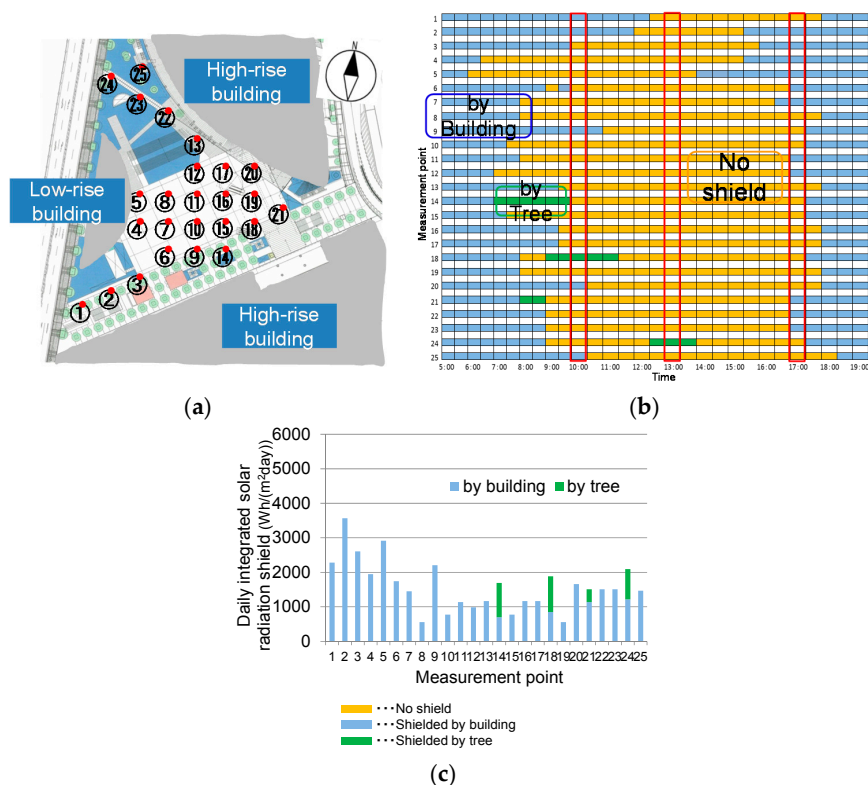 High-rise
building
Low-rise
building
High-rise
building
25
24
23
22
13
12 17 20
5 8 11 16 19
21
4 7 10 15 18
6 9 14
3
2
1
(a)
Measurement point
1
2
3
4
5
6
7
8
9
10
11
12
13
14
15
16
17
18
19
20
21
22
23
24
25
by
Building
by
Tree
No
shield
5:00 6:00 7:00 8:00 9:00 10:00 11:00 12:00 13:00 14:00 15:00 16:00 17:00 18:00 19:00
Time
(b)
Daily integrated solar
radiation shield (Wh/(m²day))
6000
5000
4000
3000
2000
1000
0
by building by tree
1 2 3 4 5 6 7 8 9 10 11 12 13 14 15 16 17 18 19 20 21 22 23 24 25
Measurement point
···No shield
···Shielded by building
···Shielded by tree
(c)